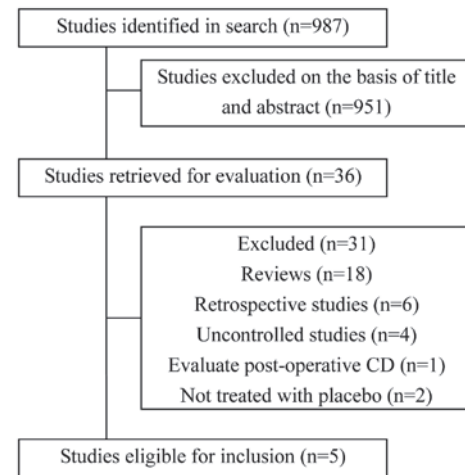 Studies identified in search (n=987)
Studies excluded on the basis of title
and abstract (n=951)
Studies retrieved for evaluation (n=36)
Excluded (n=31)
Reviews (n=18)
Retrospective studies (n=6)
Uncontrolled studies (n=4)
Evaluate post-operative CD (n=1)
Not treated with placebo (n=2)
Studies eligible for inclusion (n=5)